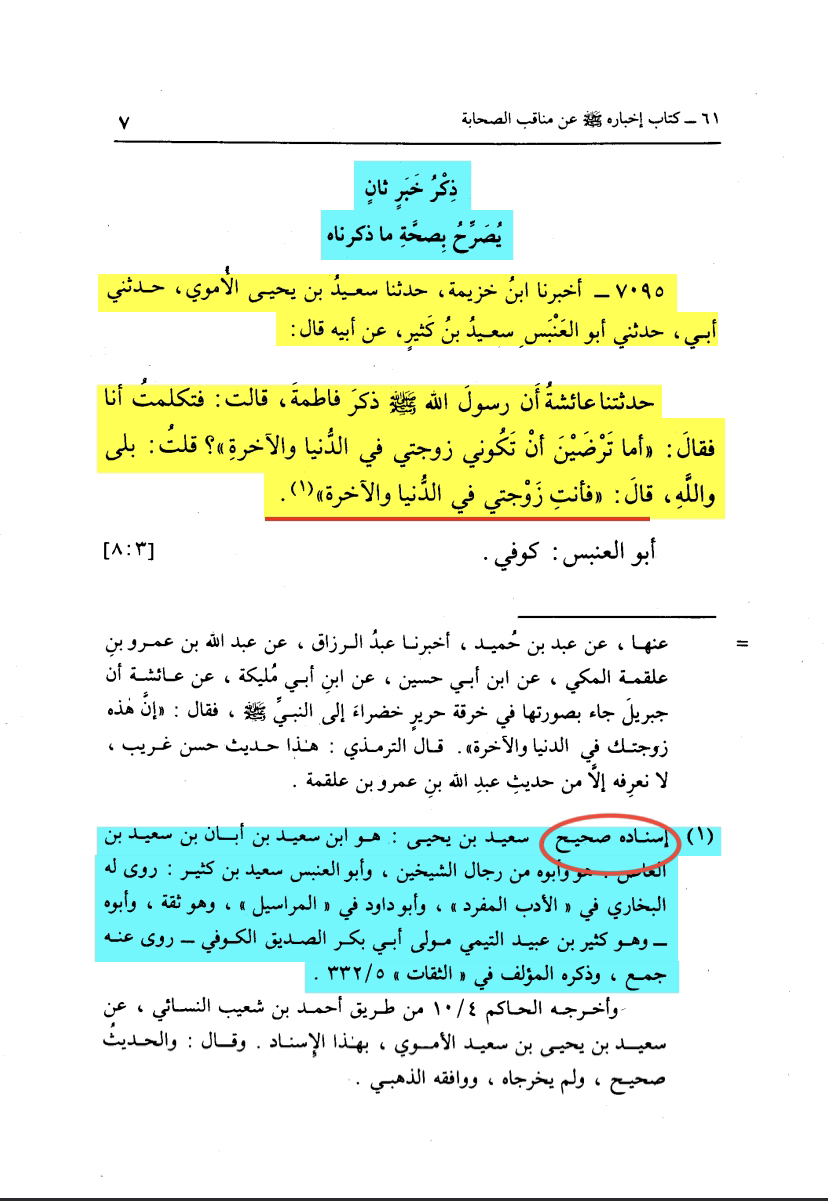 ٦١ ــ كتاب إخباره ﷺ عن مناقب الصحابة ٧
ذِكْرُ خَبَرٍ ثانٍ
يُصَرِّحُ بِصحَّةِ ما ذكرناه
٧٠٩٥ ــ أخبرنا ابنُ خزيمة، حدثنا سعيدُ بن يحيى الأُموي، حدثني
أبي، حدثني أبو العَنْبَسِ سعيدُ بنُ كَثيرٍ، عن أبيه قال:
حدثتنا عائشةُ أَن رسولَ الله ﷺ ذكرَ فاطمةَ، قالت: فتكلمتُ أنا
فقالَ: «أما تَرْضَيْنَ أنْ تَكُوني زوجتي في الدُّنيا والآخرةِ»؟ قلتُ: بلى
واللَّهِ، قالَ: «فأنتِ زَوْجتي في الدُّنيا والآخرة»(١).
أبو العنبس: كوفي. [٨:٣]
= عنها، عن عبد بن حُميد، أخبرنا عبدُ الرزاق، عن عبد الله بن عمرو بنِ
علقمة المكي، عن ابن أبي حسين، عن ابنِ أبي مُليكة، عن عائشة أن
جبريلَ جاء بصورتها في خرقة حريرٍ خضراءَ إلى النبيِّ ﷺ، فقال: «إنَّ هٰذه
زوجتك في الدنيا والآخرة». قال الترمذي: هٰذا حديث حسن غريب،
لا نعرِفه إلَّا من حديثِ عبدِ الله بنِ عمرو بن علقمة.
(١) إسناده صحيح سعيد بن يحيى: هو ابن سعيد بن أبان بن سعيد بن
العاص. هو وأبوه من رجال الشيخين، وأبو العنبس سعيد بن كثير: روى له
البخاري في «الأدب المفرد»، وأبو داود في «المراسيل»، وهو ثقة، وأبوه
ــ وهو كثير بن عبيد التيمي مولى أبي بكر الصديق الكوفي ــ روى عنه
جمع، وذكره المؤلف في «الثقات» ٣٣٢/٥.
وأخرجه الحاكم ١٠/٤ من طريق أحمد بن شعيب النسائي، عن
سعيد بن يحيى بن سعيد الأموي، بهٰذا الإِسناد. وقال: والحديثُ
صحيح، ولم يخرجاه، ووافقه الذهبي.